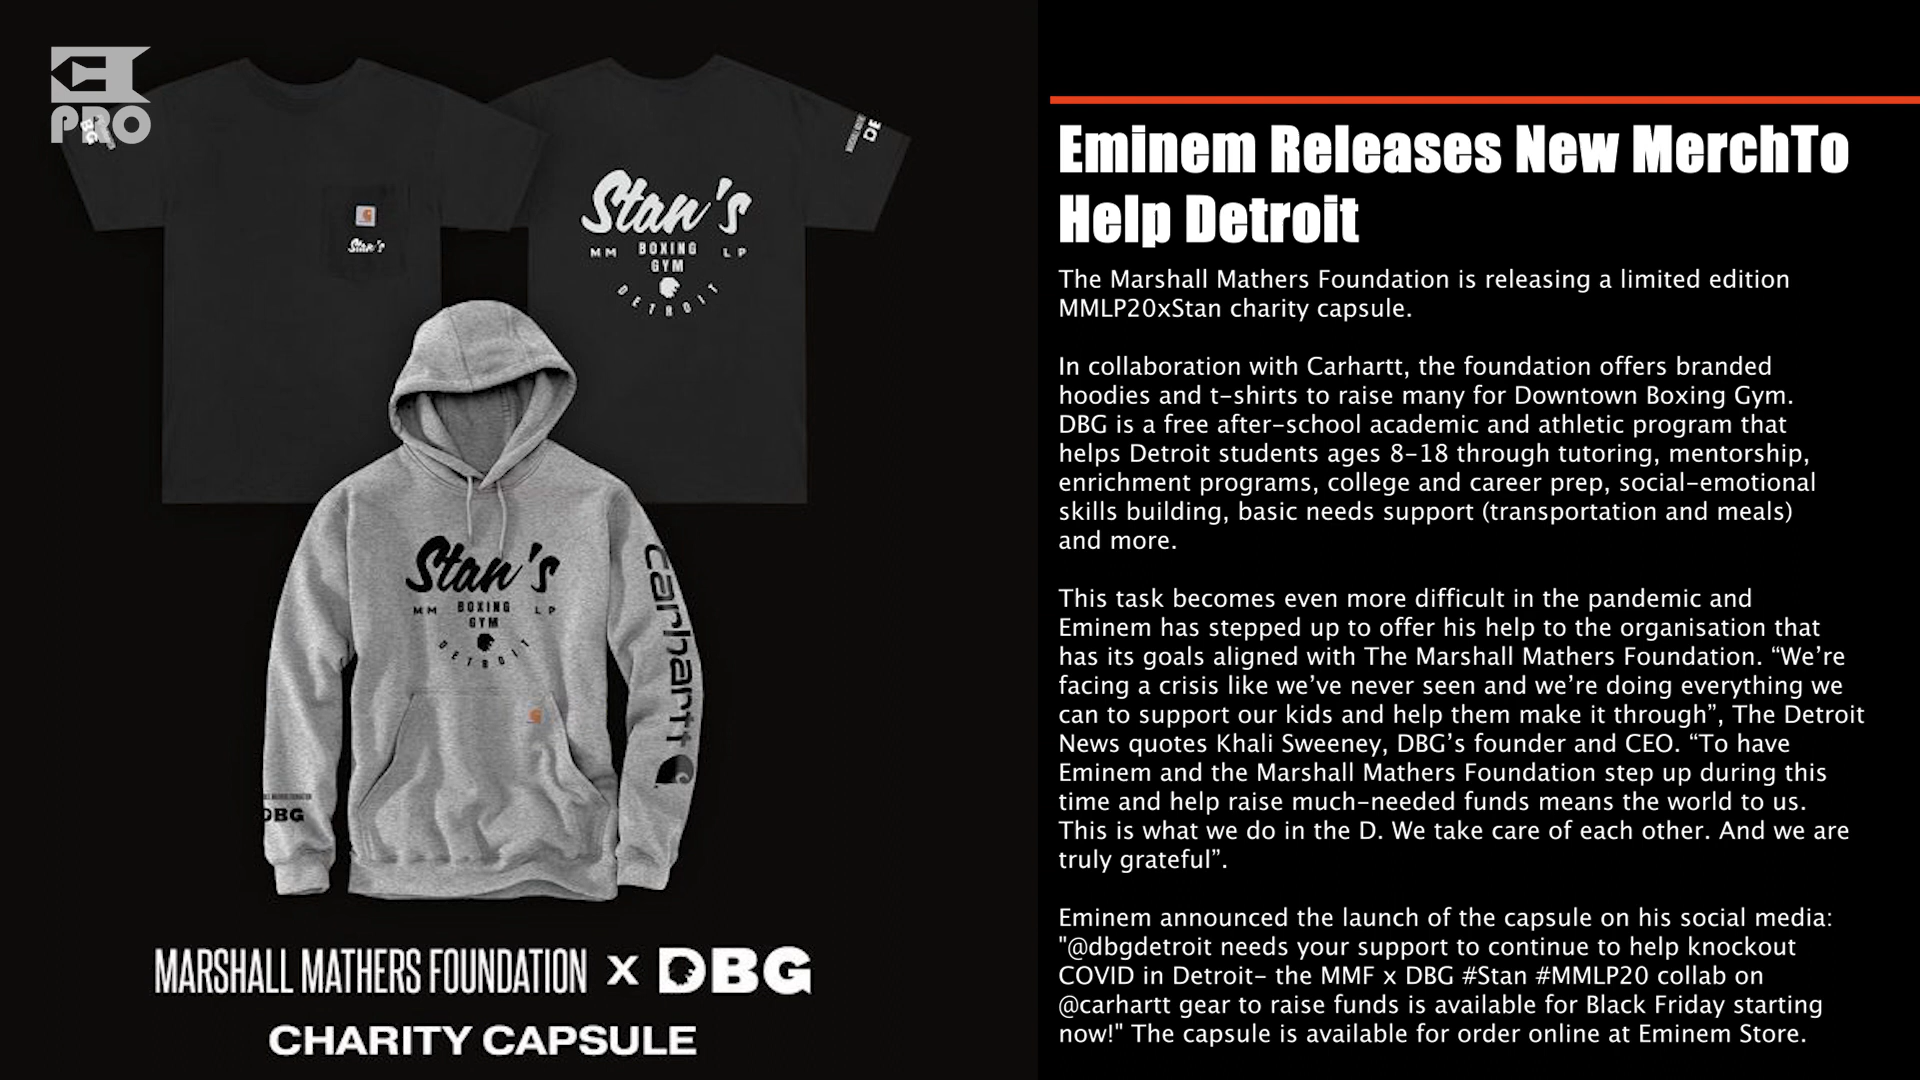 PRO
Stan's
Stan's
MM BOXING LP
GYM
DETROIT
Stan's
MM BOXING LP
GYM
DETROIT
carhartt
DBG
MARSHALL MATHERS FOUNDATION X DBG
CHARITY CAPSULE
Eminem Releases New MerchTo
Help Detroit
The Marshall Mathers Foundation is releasing a limited edition
MMLP20xStan charity capsule.
In collaboration with Carhartt, the foundation offers branded
hoodies and t-shirts to raise many for Downtown Boxing Gym.
DBG is a free after-school academic and athletic program that
helps Detroit students ages 8-18 through tutoring, mentorship,
enrichment programs, college and career prep, social-emotional
skills building, basic needs support (transportation and meals)
and more.
This task becomes even more difficult in the pandemic and
Eminem has stepped up to offer his help to the organisation that
has its goals aligned with The Marshall Mathers Foundation. “We’re
facing a crisis like we’ve never seen and we’re doing everything we
can to support our kids and help them make it through”, The Detroit
News quotes Khali Sweeney, DBG’s founder and CEO. “To have
Eminem and the Marshall Mathers Foundation step up during this
time and help raise much-needed funds means the world to us.
This is what we do in the D. We take care of each other. And we are
truly grateful”.
Eminem announced the launch of the capsule on his social media:
"@dbgdetroit needs your support to continue to help knockout
COVID in Detroit- the MMF x DBG #Stan #MMLP20 collab on
@carhartt gear to raise funds is available for Black Friday starting
now!" The capsule is available for order online at Eminem Store.